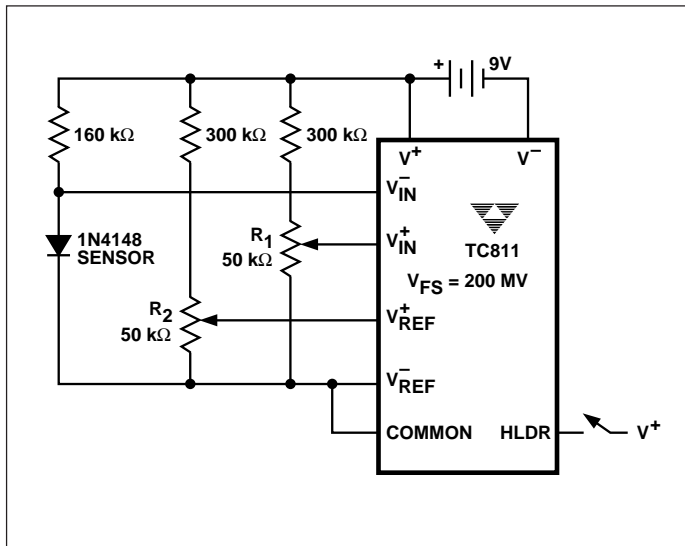 + 9V
160 kΩ
300 kΩ
300 kΩ
V+
V−
V−IN
1N4148
SENSOR
R1
50 kΩ
V+IN
TC811
VFS = 200 MV
R2
50 kΩ
V+REF
V−REF
COMMON
HLDR
V+